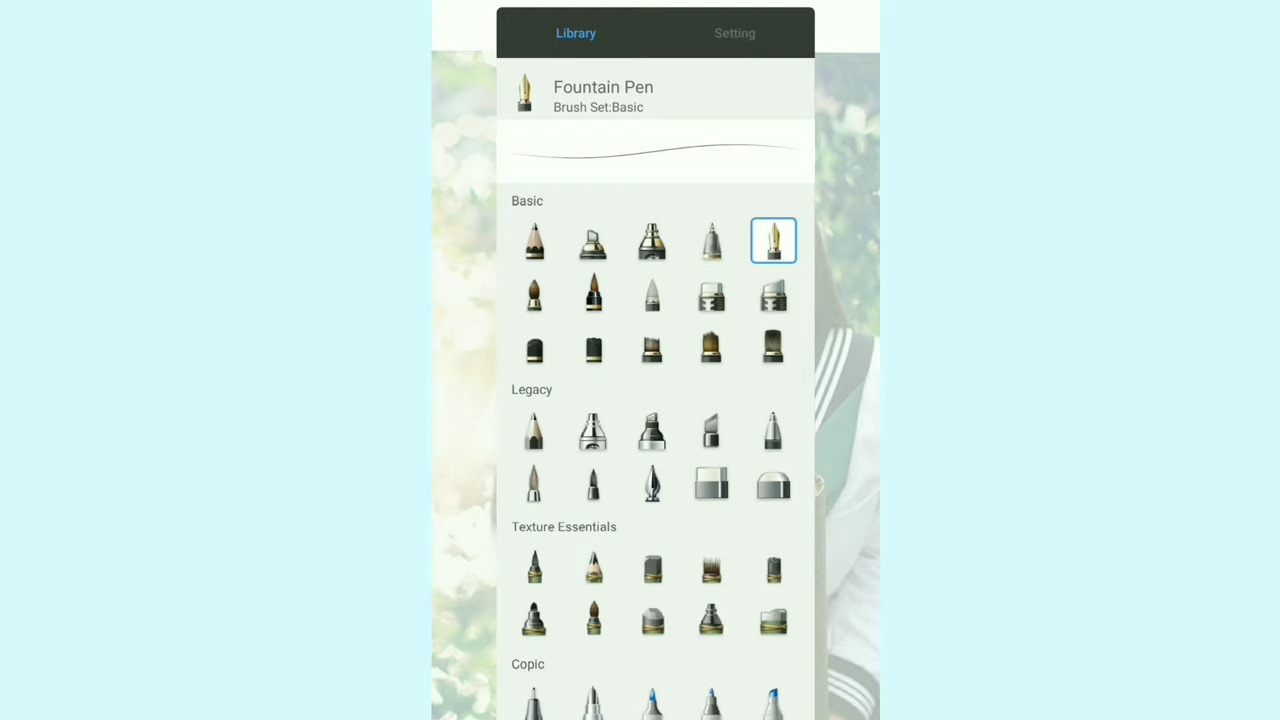 Library
Setting
Fountain Pen
Brush Set:Basic
Basic
Legacy
Texture Essentials
Copic